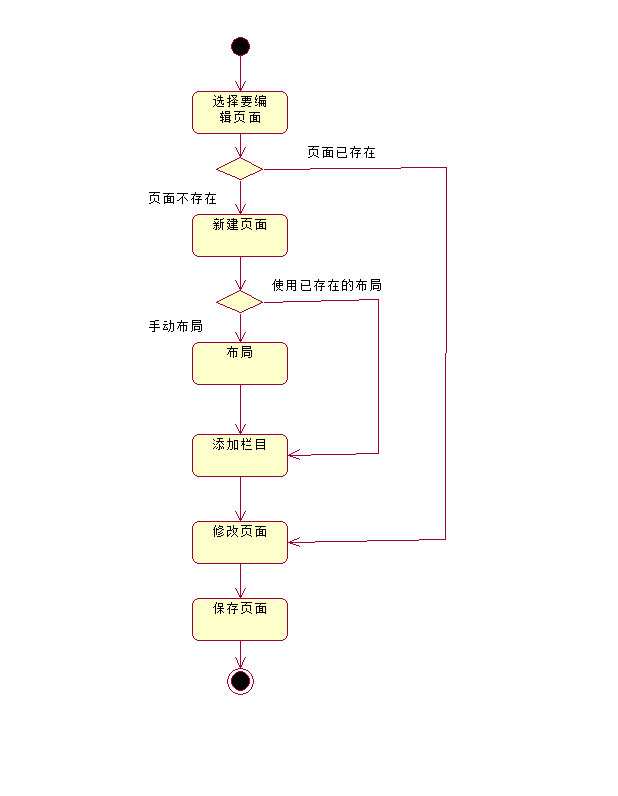 选择要编
辑页面
页面已存在
页面不存在
新建页面
使用已存在的布局
手动布局
布局
添加栏目
修改页面
保存页面